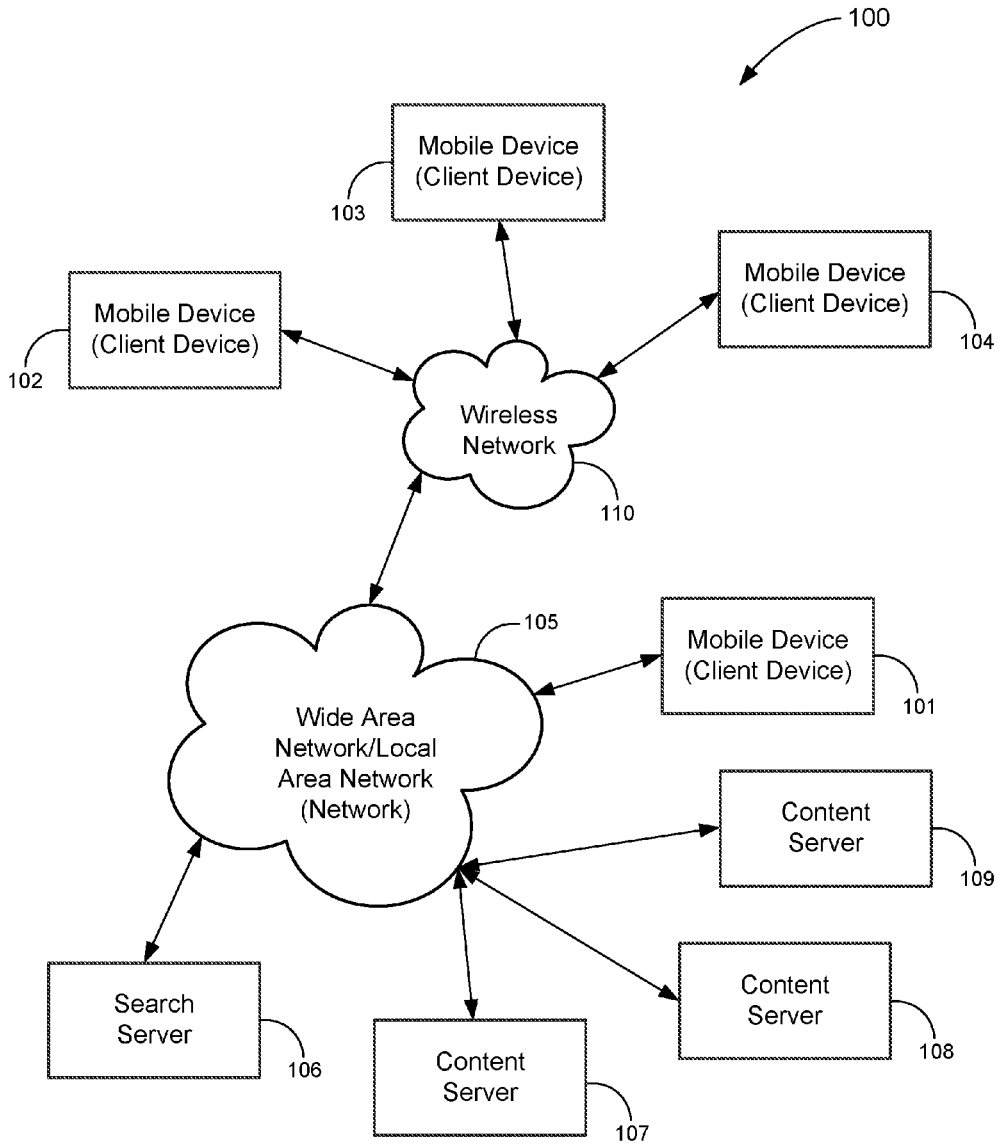 100
Mobile Device
(Client Device)
103
Mobile Device
(Client Device)
104
Mobile Device
(Client Device)
102
Wireless
Network
110
105
Mobile Device
(Client Device)
101
Wide Area
Network/Local
Area Network
(Network)
Content
Server
109
Content
Server
108
Search
Server
106
Content
Server
107